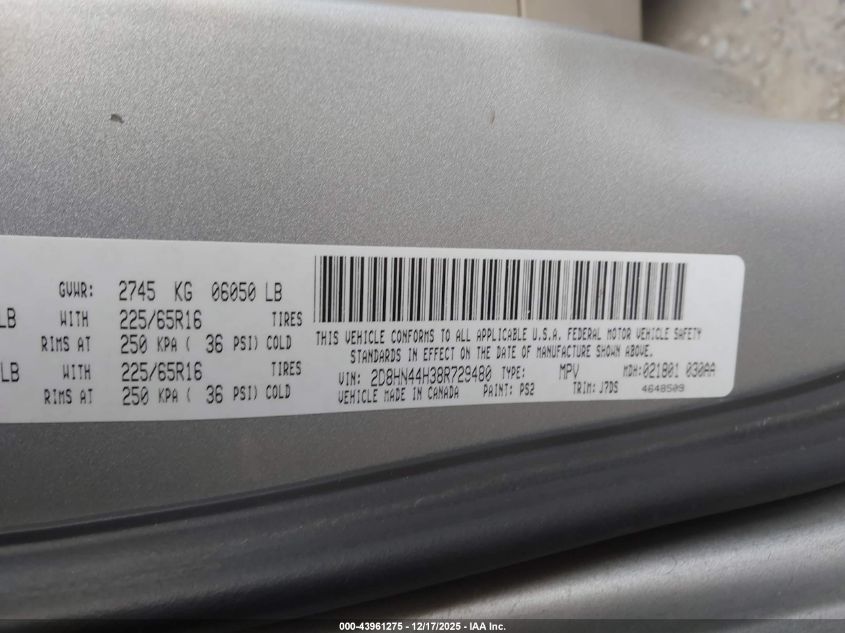 GVWR: 2745 KG 06050 LB
LB WITH 225/65R16 TIRES
RIMS AT 250 KPA ( 36 PSI) COLD
LB WITH 225/65R16 TIRES
RIMS AT 250 KPA ( 36 PSI) COLD
THIS VEHICLE CONFORMS TO ALL APPLICABLE U.S.A. FEDERAL MOTOR VEHICLE SAFETY
STANDARDS IN EFFECT ON THE DATE OF MANUFACTURE SHOWN ABOVE.
VIN: 2D8HN44H38R729480 TYPE: MPV MDH:021801 030AA
VEHICLE MADE IN CANADA PAINT: PS2 TRIM: J7DS 4648509
000-43961275 - 12/17/2025 - IAA Inc.